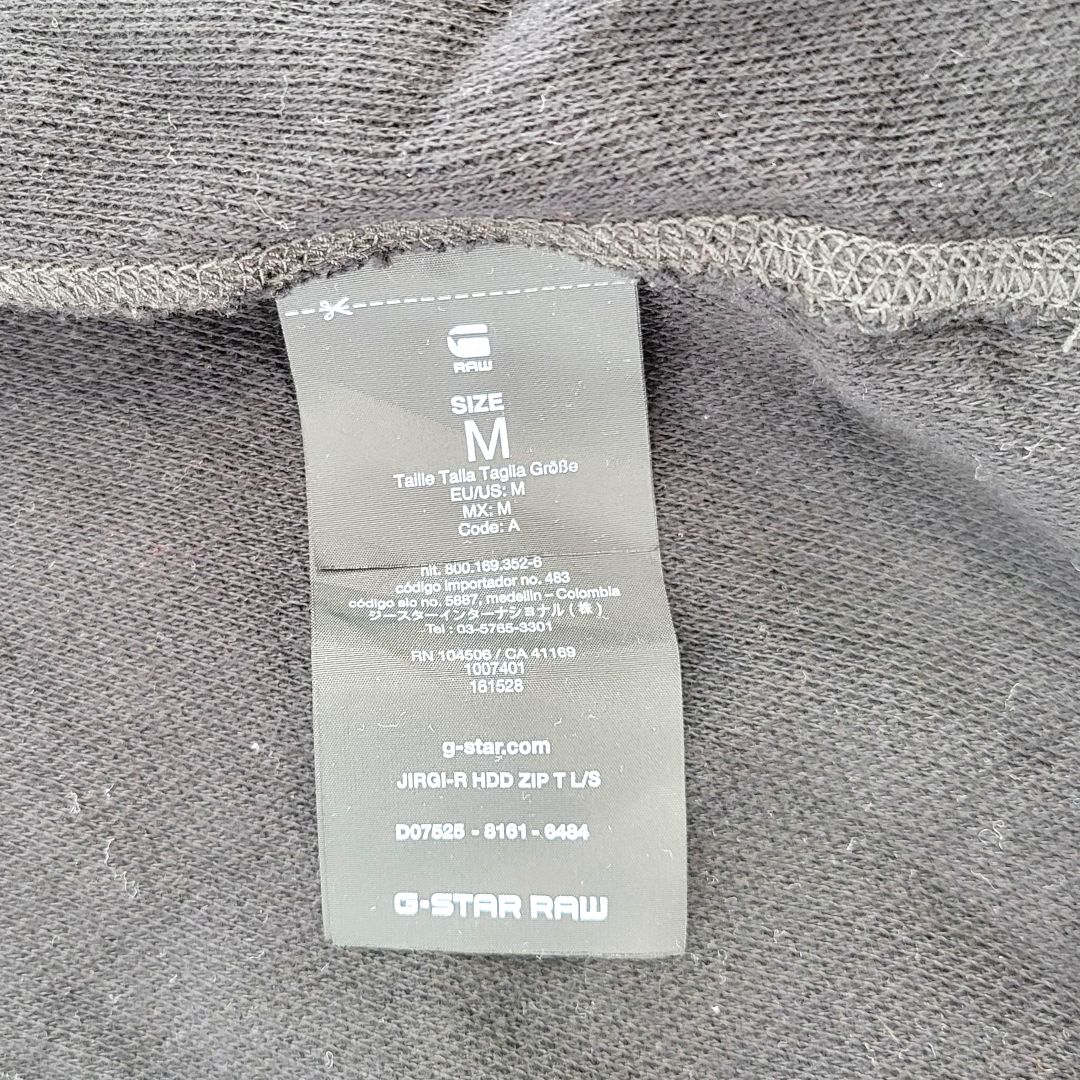 G
RAW
SIZE
M
Taille Talla Taglia Größe
EU/US: M
MX: M
Code: A
nit. 800.169.352-6
código importador no. 483
código sic no. 5887, medellin – Colombia
ジースターインターナショナル(株)
Tel : 03-5765-3301
RN 104506 / CA 41169
1007401
161528
g-star.com
JIRGI-R HDD ZIP T L/S
D07525 - 8161 - 6484
G-STAR RAW